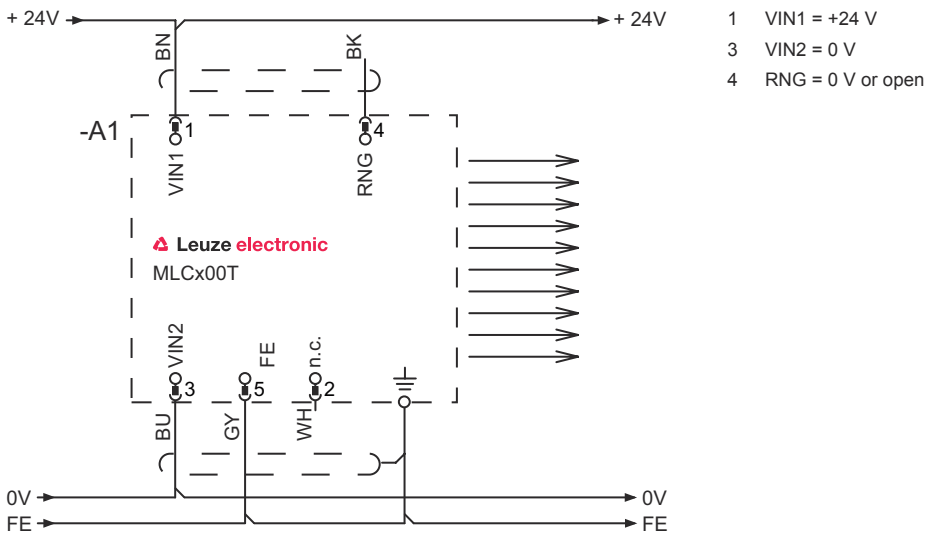 + 24V
+ 24V
1 VIN1 = +24 V
3 VIN2 = 0 V
4 RNG = 0 V or open
BN
BK
-A1
1
4
VIN1
RNG
Leuze electronic
MLCx00T
VIN2
FE
n.c.
3
5
2
BU
GY
WH
0V
0V
FE
FE